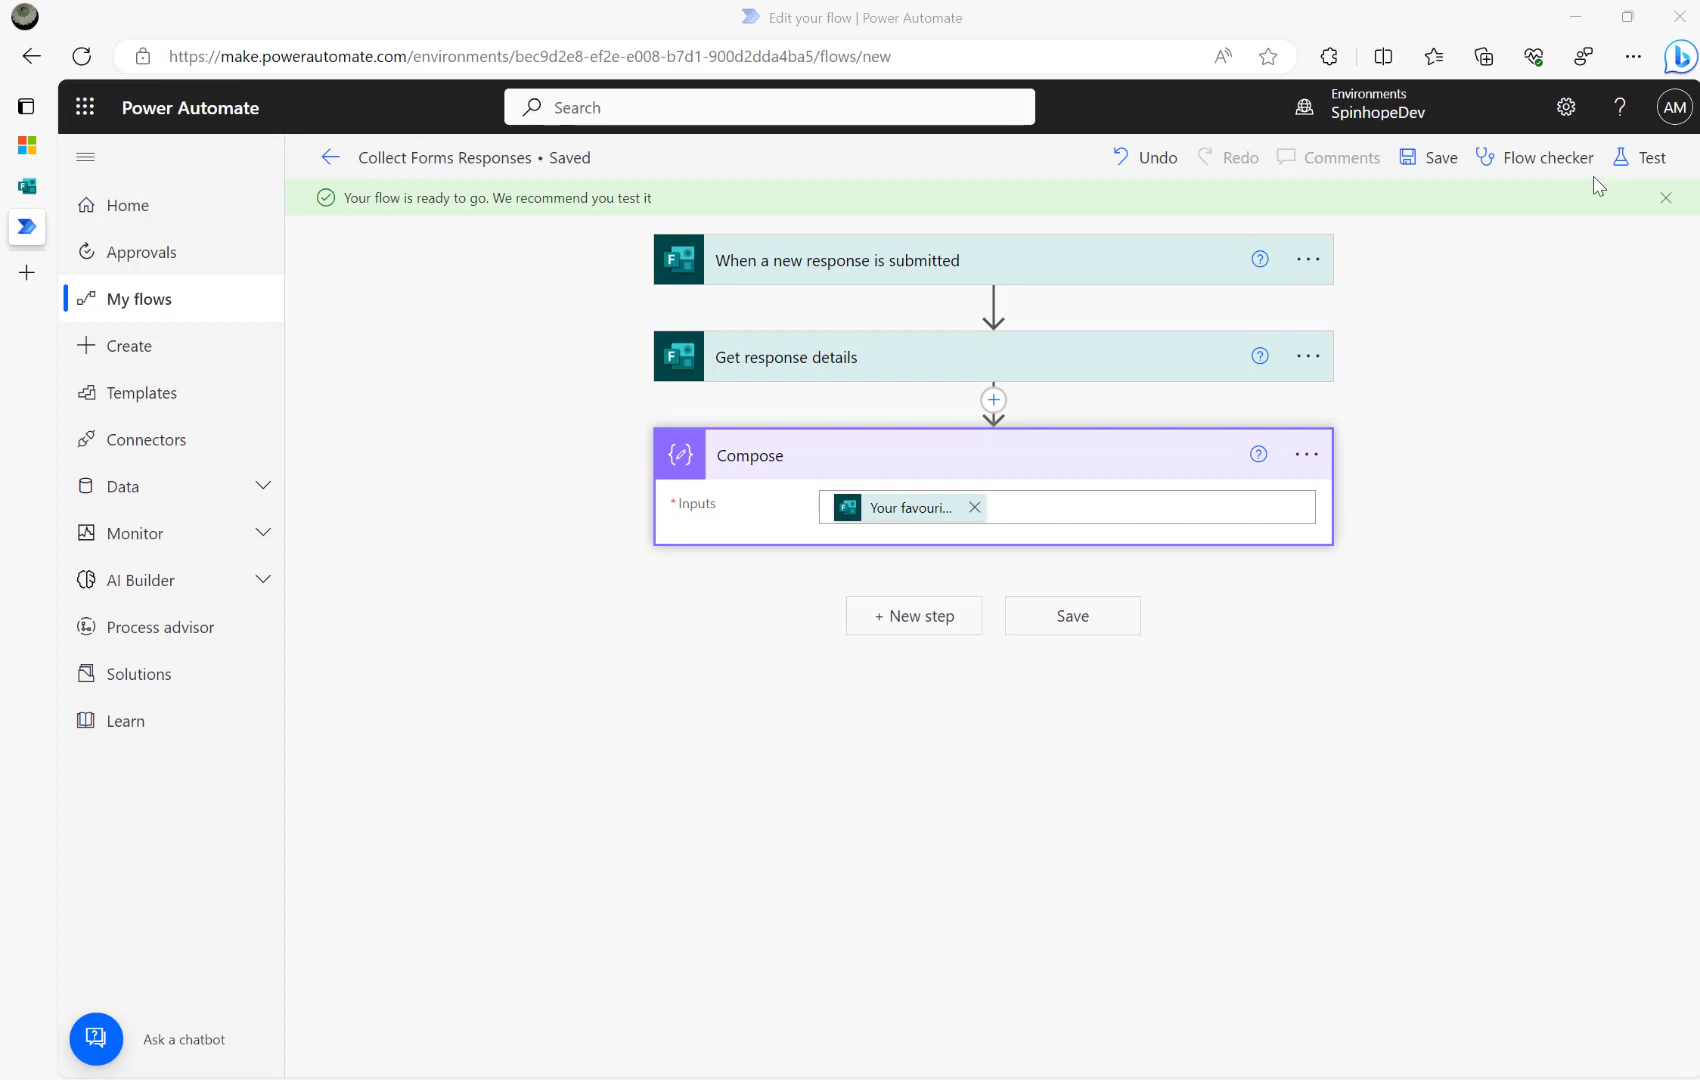 Edit your flow | Power Automate
https://make.powerautomate.com/environments/bec9d2e8-ef2e-e008-b7d1-900d2dda4ba5/flows/new
Power Automate
Search
Environments
SpinhopeDev
AM
Collect Forms Responses • Saved
Undo
Redo
Comments
Save
Flow checker
Test
Your flow is ready to go. We recommend you test it
Home
Approvals
My flows
Create
Templates
Connectors
Data
Monitor
AI Builder
Process advisor
Solutions
Learn
Ask a chatbot
When a new response is submitted
Get response details
Compose
* Inputs
Your favouri...
+ New step
Save